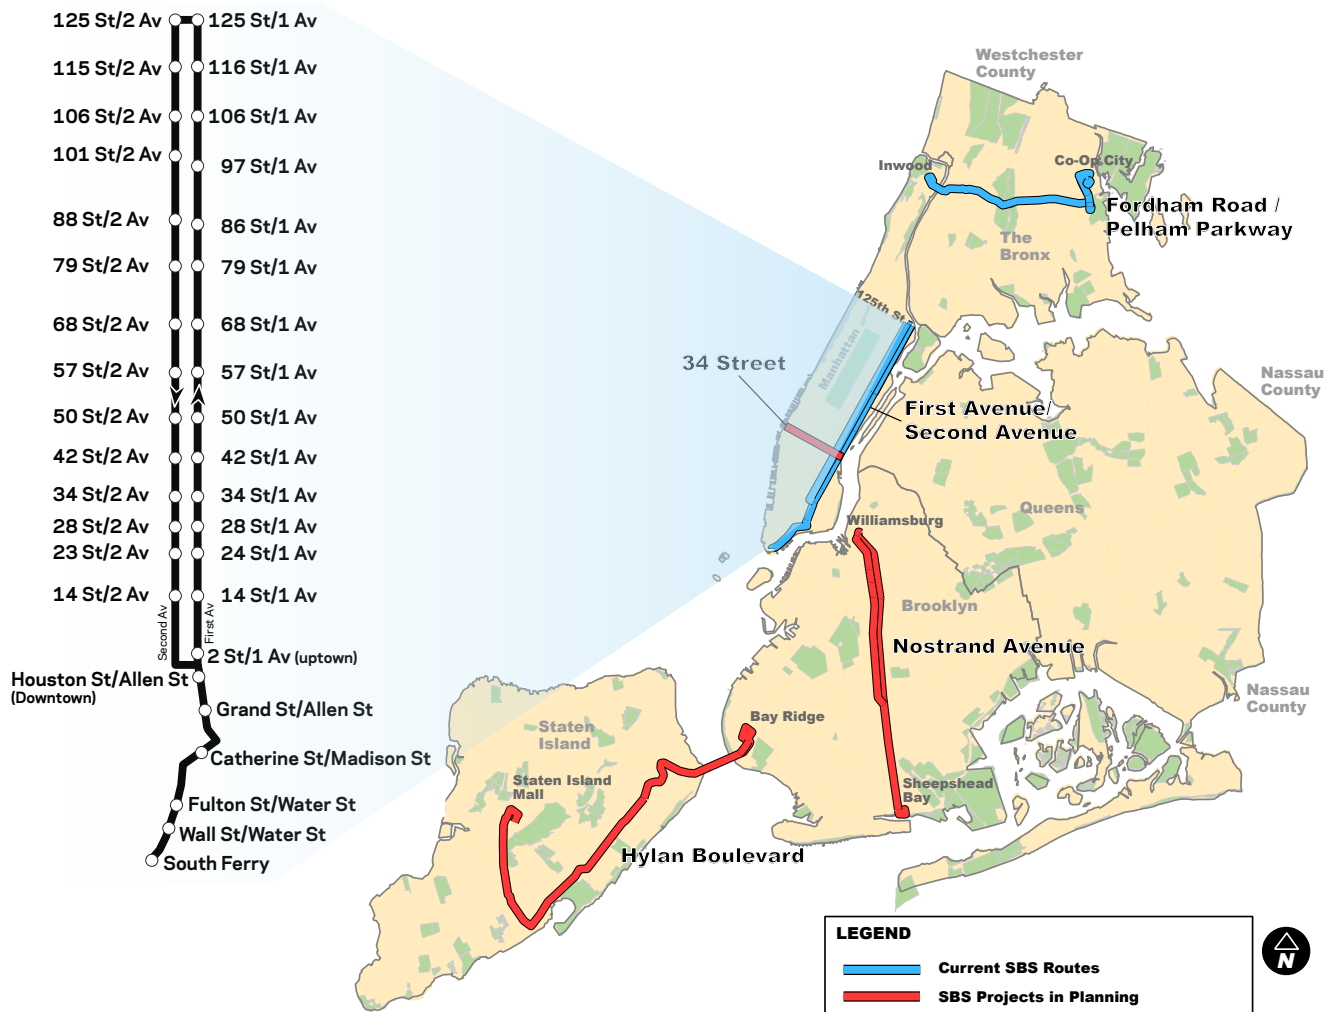 125 St/2 Av
125 St/1 Av
115 St/2 Av
116 St/1 Av
106 St/2 Av
106 St/1 Av
101 St/2 Av
97 St/1 Av
88 St/2 Av
86 St/1 Av
79 St/2 Av
79 St/1 Av
68 St/2 Av
68 St/1 Av
57 St/2 Av
57 St/1 Av
50 St/2 Av
50 St/1 Av
42 St/2 Av
42 St/1 Av
34 St/2 Av
34 St/1 Av
28 St/2 Av
28 St/1 Av
23 St/2 Av
24 St/1 Av
14 St/2 Av
14 St/1 Av
Second Av
First Av
2 St/1 Av (uptown)
Houston St/Allen St
(Downtown)
Grand St/Allen St
Catherine St/Madison St
Fulton St/Water St
Wall St/Water St
South Ferry
Westchester
County
Inwood
Co-Op City
Fordham Road /
Pelham Parkway
The
Bronx
125th St.
Manhattan
34 Street
First Avenue/
Second Avenue
Nassau
County
Queens
Williamsburg
Brooklyn
Nostrand Avenue
Nassau
County
Bay Ridge
Staten
Island
Staten Island
Mall
Sheepshead
Bay
Hylan Boulevard
LEGEND
Current SBS Routes
SBS Projects in Planning
N